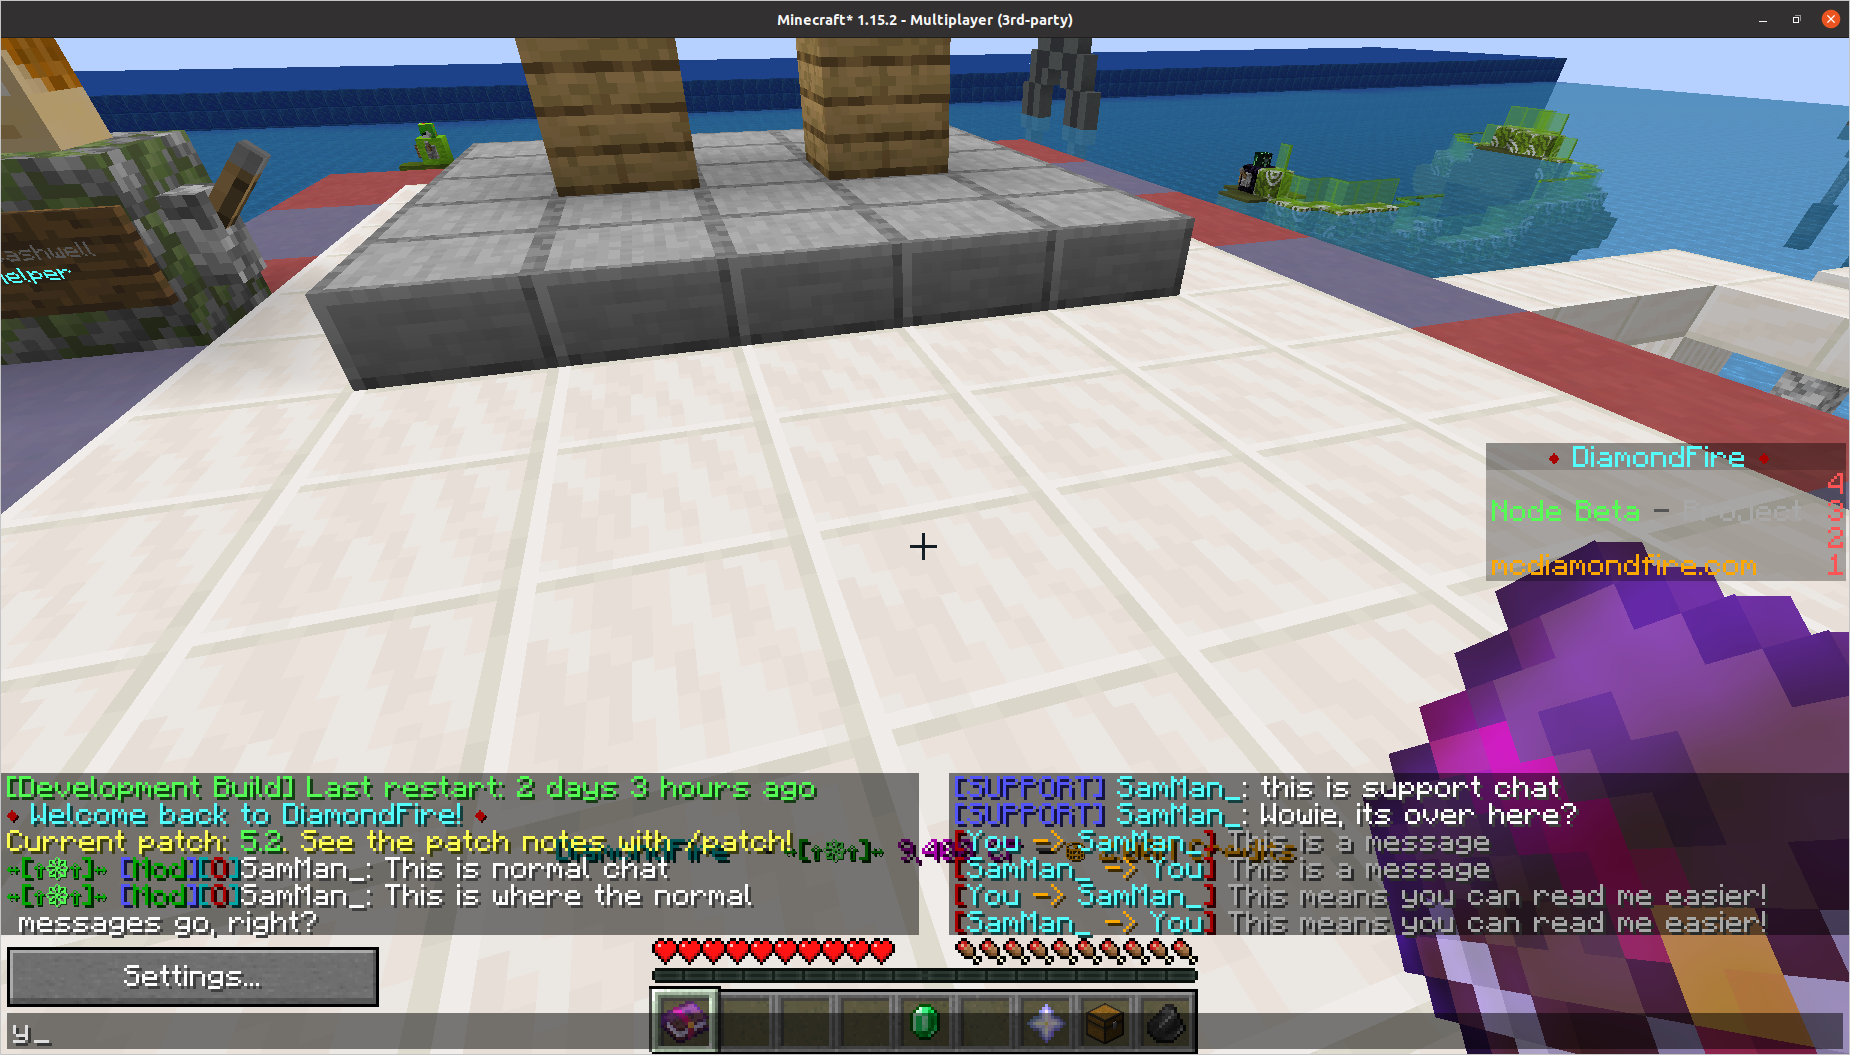 Minecraft* 1.15.2 - Multiplayer (3rd-party)
ashwell
Helper
DiamondFire
4
Node Beta - Project 3
2
mcdiamondfire.com 1
[Development Build] Last restart: 2 days 3 hours ago
Welcome back to DiamondFire!
Current patch: 5.2. See the patch notes with /patch!
[↑❁↑] [Mod][O]SamMan_: This is normal chat
[↑❁↑] [Mod][O]SamMan_: This is where the normal
messages go, right?
[SUPPORT] SamMan_: this is support chat
[SUPPORT] SamMan_: Wowie, its over here?
[You -> SamMan_] This is a message
[SamMan_ -> You] This is a message
[You -> SamMan_] This means you can read me easier!
[SamMan_ -> You] This means you can read me easier!
Settings...
y_